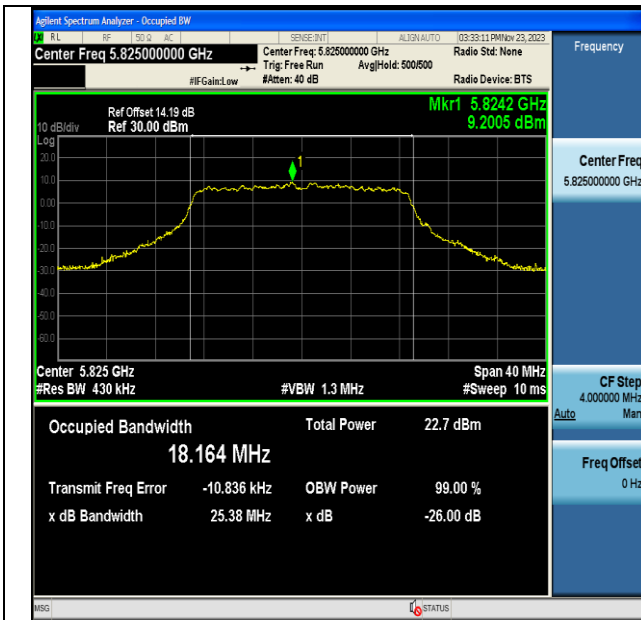 Agilent Spectrum Analyzer - Occupied BW
RL RF 50 Ω AC SENSE:INT ALIGN AUTO 03:33:11 PM Nov 23, 2023
Center Freq 5.825000000 GHz
Center Freq: 5.825000000 GHz
Radio Std: None
Trig: Free Run Avg|Hold: 500/500
#IFGain:Low #Atten: 40 dB Radio Device: BTS
Mkr1 5.8242 GHz
Ref Offset 14.19 dB
10 dB/div Ref 30.00 dBm 9.2005 dBm
Log
20.0
10.0
0.00
-10.0
-20.0
-30.0
-40.0
-50.0
-60.0
1
Center 5.825 GHz Span 40 MHz
#Res BW 430 kHz #VBW 1.3 MHz #Sweep 10 ms
Occupied Bandwidth Total Power 22.7 dBm
18.164 MHz
Transmit Freq Error -10.836 kHz OBW Power 99.00 %
x dB Bandwidth 25.38 MHz x dB -26.00 dB
MSG STATUS
Frequency
Center Freq
5.825000000 GHz
CF Step
4.000000 MHz
Auto Man
Freq Offset
0 Hz